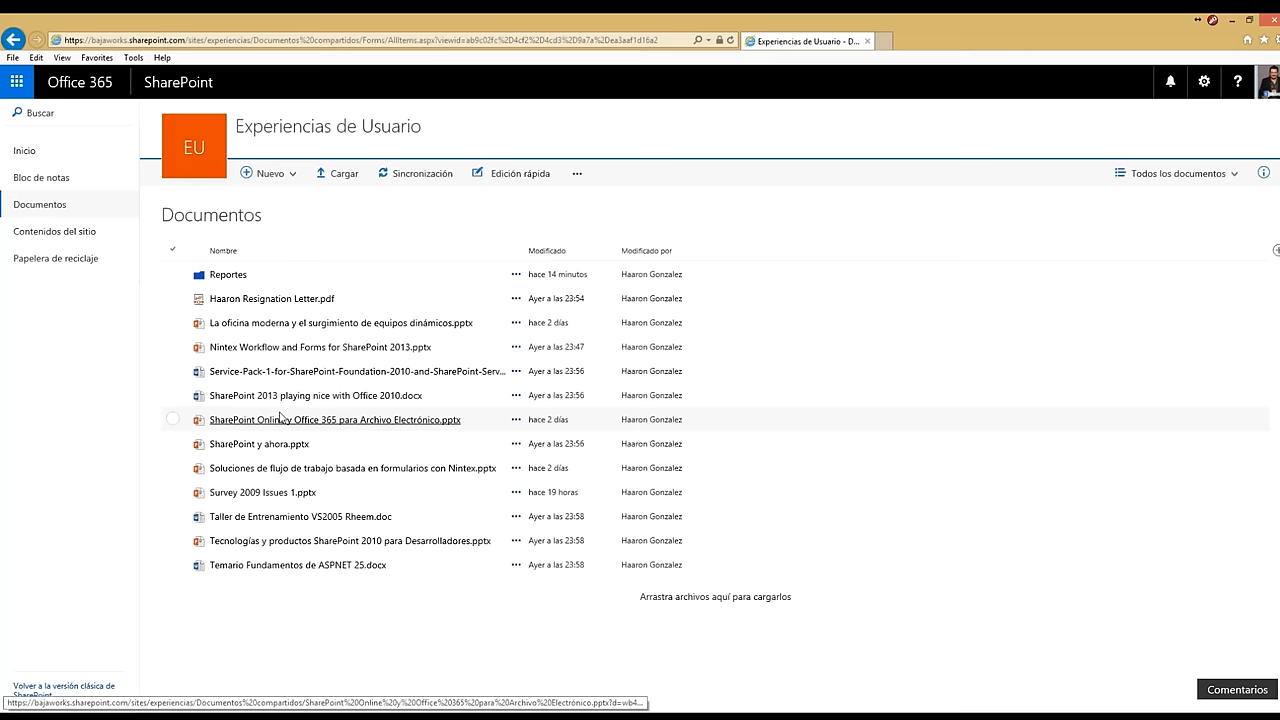 https://bajaworks.sharepoint.com/sites/experiencias/Documentos%20compartidos/Forms/AllItems.aspx?viewid=ab9c02fc%2D4cf2%2D4cd3%2D9a7a%2Dea3aaf1d16a2
Experiencias de Usuario - D...
File Edit View Favorites Tools Help
Office 365 SharePoint
Buscar
Inicio
Bloc de notas
Documentos
Contenidos del sitio
Papelera de reciclaje
EU
Experiencias de Usuario
Nuevo Cargar Sincronización Edición rápida ... Todos los documentos
Documentos
Nombre Modificado Modificado por
Reportes ... hace 14 minutos Haaron Gonzalez
Haaron Resignation Letter.pdf ... Ayer a las 23:54 Haaron Gonzalez
La oficina moderna y el surgimiento de equipos dinámicos.pptx ... hace 2 días Haaron Gonzalez
Nintex Workflow and Forms for SharePoint 2013.pptx ... Ayer a las 23:47 Haaron Gonzalez
Service-Pack-1-for-SharePoint-Foundation-2010-and-SharePoint-Serv... ... Ayer a las 23:56 Haaron Gonzalez
SharePoint 2013 playing nice with Office 2010.docx ... Ayer a las 23:56 Haaron Gonzalez
SharePoint Online y Office 365 para Archivo Electrónico.pptx ... hace 2 días Haaron Gonzalez
SharePoint y ahora.pptx ... Ayer a las 23:56 Haaron Gonzalez
Soluciones de flujo de trabajo basada en formularios con Nintex.pptx ... hace 2 días Haaron Gonzalez
Survey 2009 Issues 1.pptx ... hace 19 horas Haaron Gonzalez
Taller de Entrenamiento VS2005 Rheem.doc ... Ayer a las 23:58 Haaron Gonzalez
Tecnologías y productos SharePoint 2010 para Desarrolladores.pptx ... Ayer a las 23:58 Haaron Gonzalez
Temario Fundamentos de ASPNET 25.docx ... Ayer a las 23:58 Haaron Gonzalez
Arrastra archivos aquí para cargarlos
Volver a la versión clásica de
SharePoint
Comentarios
https://bajaworks.sharepoint.com/sites/experiencias/Documentos%20compartidos/SharePoint%20Online%20y%20Office%20365%20para%20Archivo%20Electrónico.pptx?d=wb4...